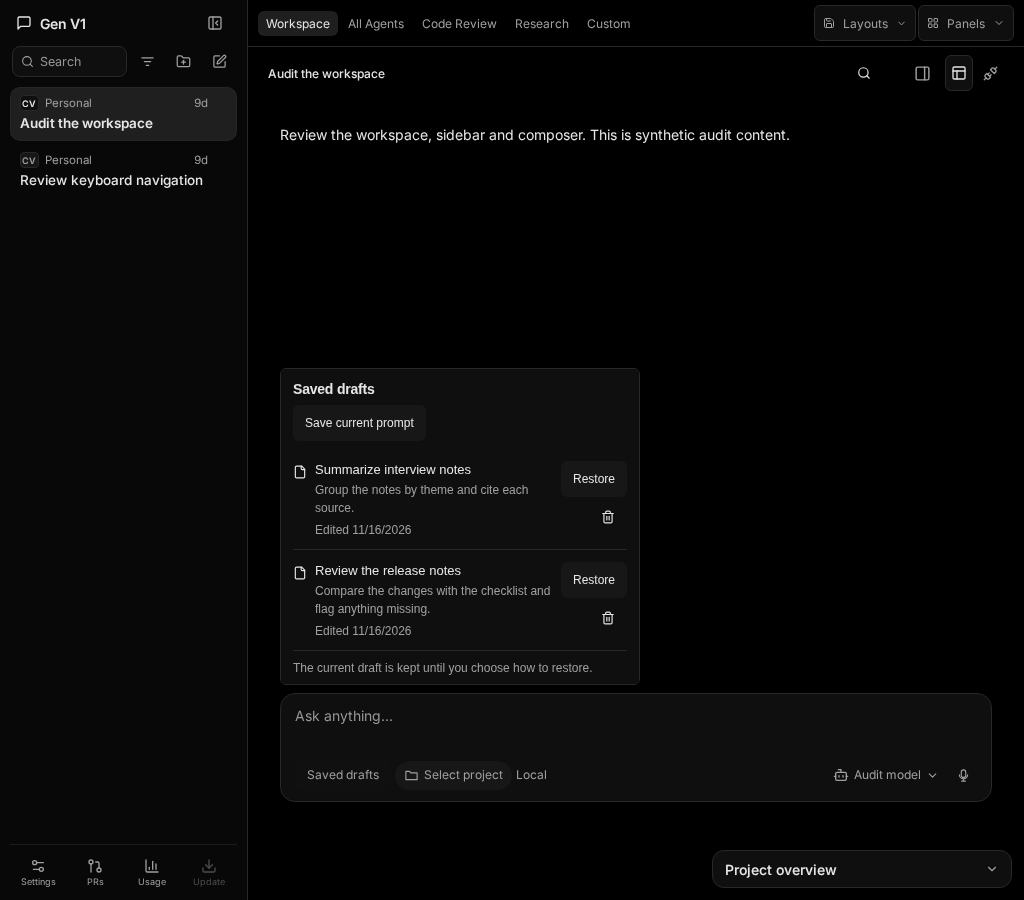 Gen V1
Search
CV Personal 9d
Audit the workspace
CV Personal 9d
Review keyboard navigation
Settings PRs Usage Update
Workspace All Agents Code Review Research Custom
Layouts Panels
Audit the workspace
Review the workspace, sidebar and composer. This is synthetic audit content.
Saved drafts
Save current prompt
Summarize interview notes
Restore
Group the notes by theme and cite each
source.
Edited 11/16/2026
Review the release notes
Restore
Compare the changes with the checklist and
flag anything missing.
Edited 11/16/2026
The current draft is kept until you choose how to restore.
Ask anything...
Saved drafts Select project Local Audit model
Project overview